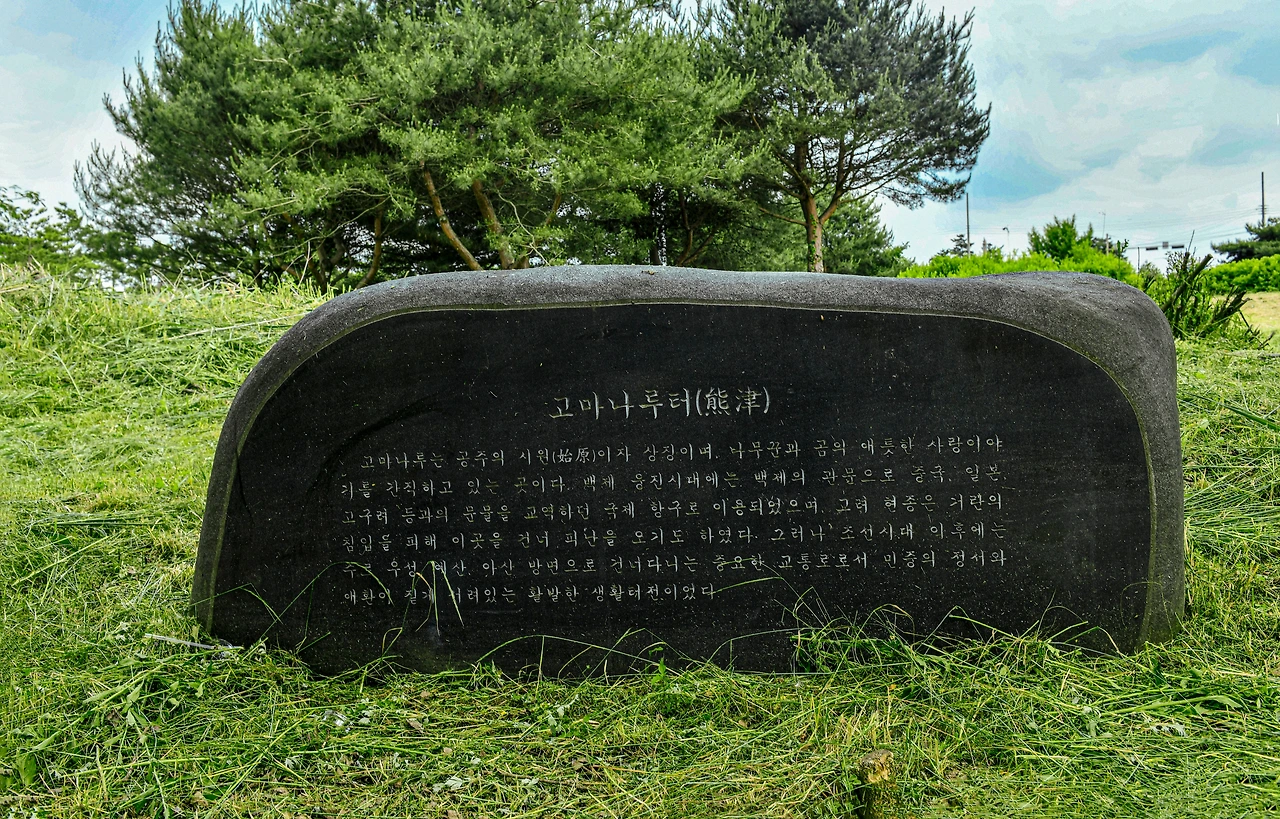 고마나루터(熊津)
고마나루는 공주의 시원(始原)이자 상징이며, 나무꾼과 곰의 애틋한 사랑이야
기를 간직하고 있는 곳이다. 백제 웅진시대에는 백제의 관문으로 중국, 일본,
고구려 등과의 문물을 교역하던 국제 항구로 이용되었으며, 고려 현종은 거란의
침입을 피해 이곳을 건너 피난을 오기도 하였다. 그러나 조선시대 이후에는
주로 우성, 예산, 아산 방면으로 건너다니는 중요한 교통로로서 민중의 정서와
애환이 짙게 서려있는 활발한 생활터전이었다.